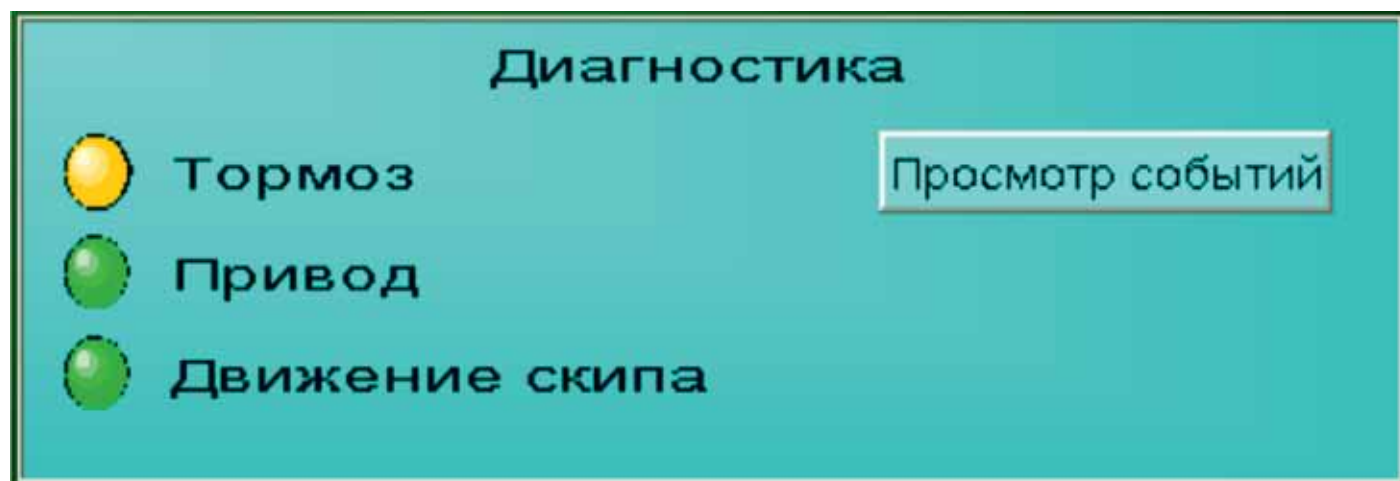 Диагностика
Тормоз
Просмотр событий
Привод
Движение скипа